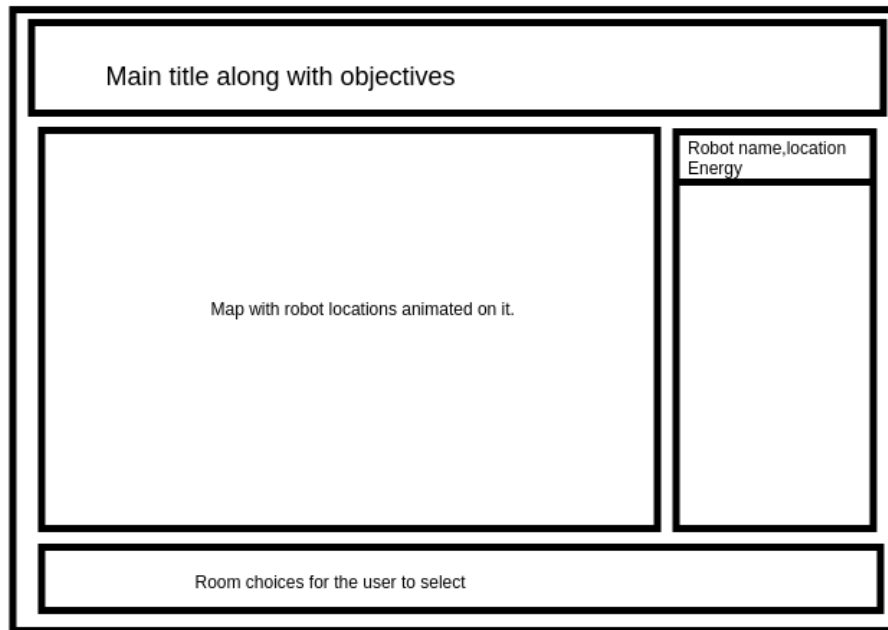 Main title along with objectives
Robot name,location
Energy
Map with robot locations animated on it.
Room choices for the user to select